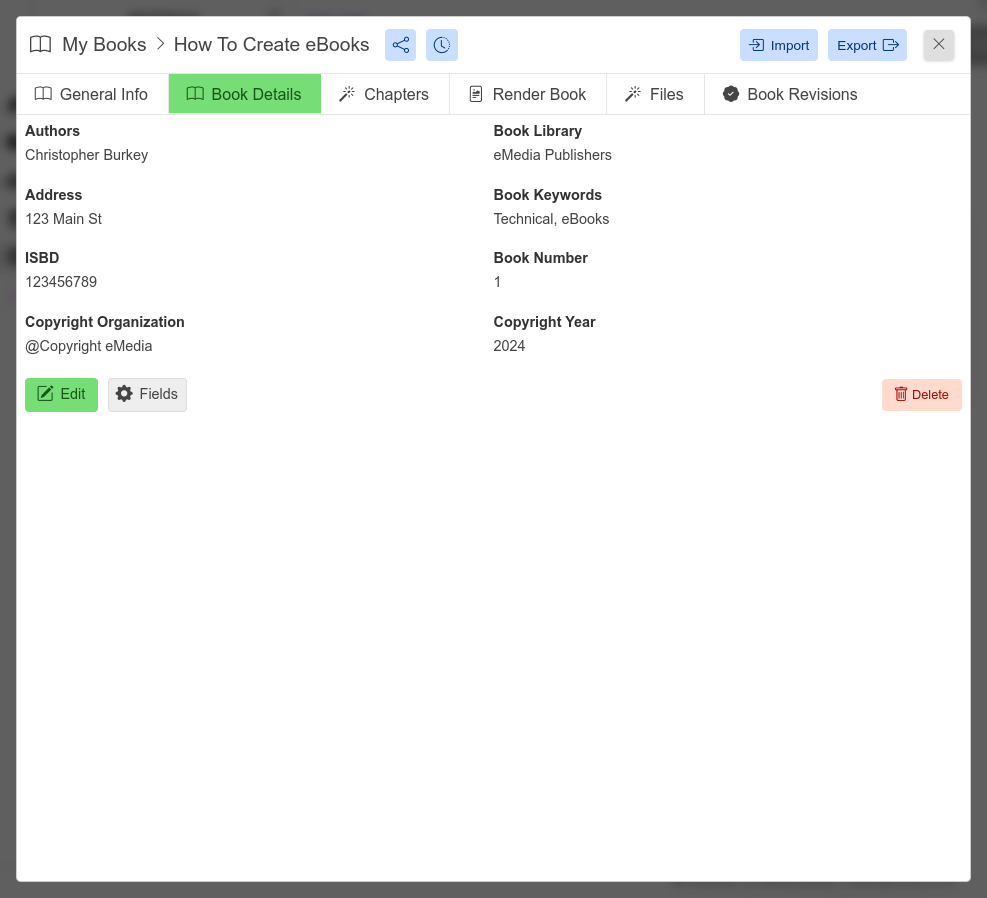 My Books > How To Create eBooks
Import
Export
General Info
Book Details
Chapters
Render Book
Files
Book Revisions
Authors
Christopher Burkey
Book Library
eMedia Publishers
Address
123 Main St
Book Keywords
Technical, eBooks
ISBD
123456789
Book Number
1
Copyright Organization
@Copyright eMedia
Copyright Year
2024
Edit
Fields
Delete